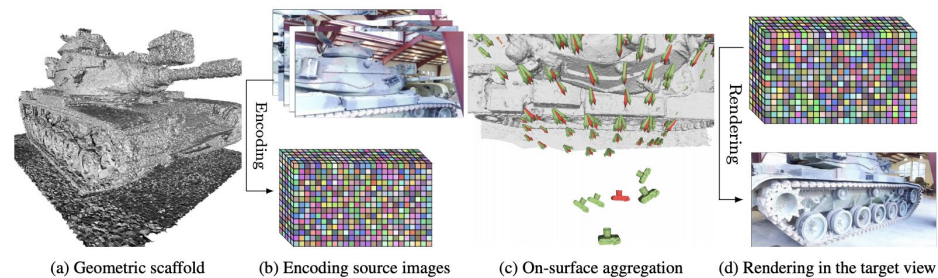 Encoding
Rendering
(a) Geometric scaffold
(b) Encoding source images
(c) On-surface aggregation
(d) Rendering in the target view